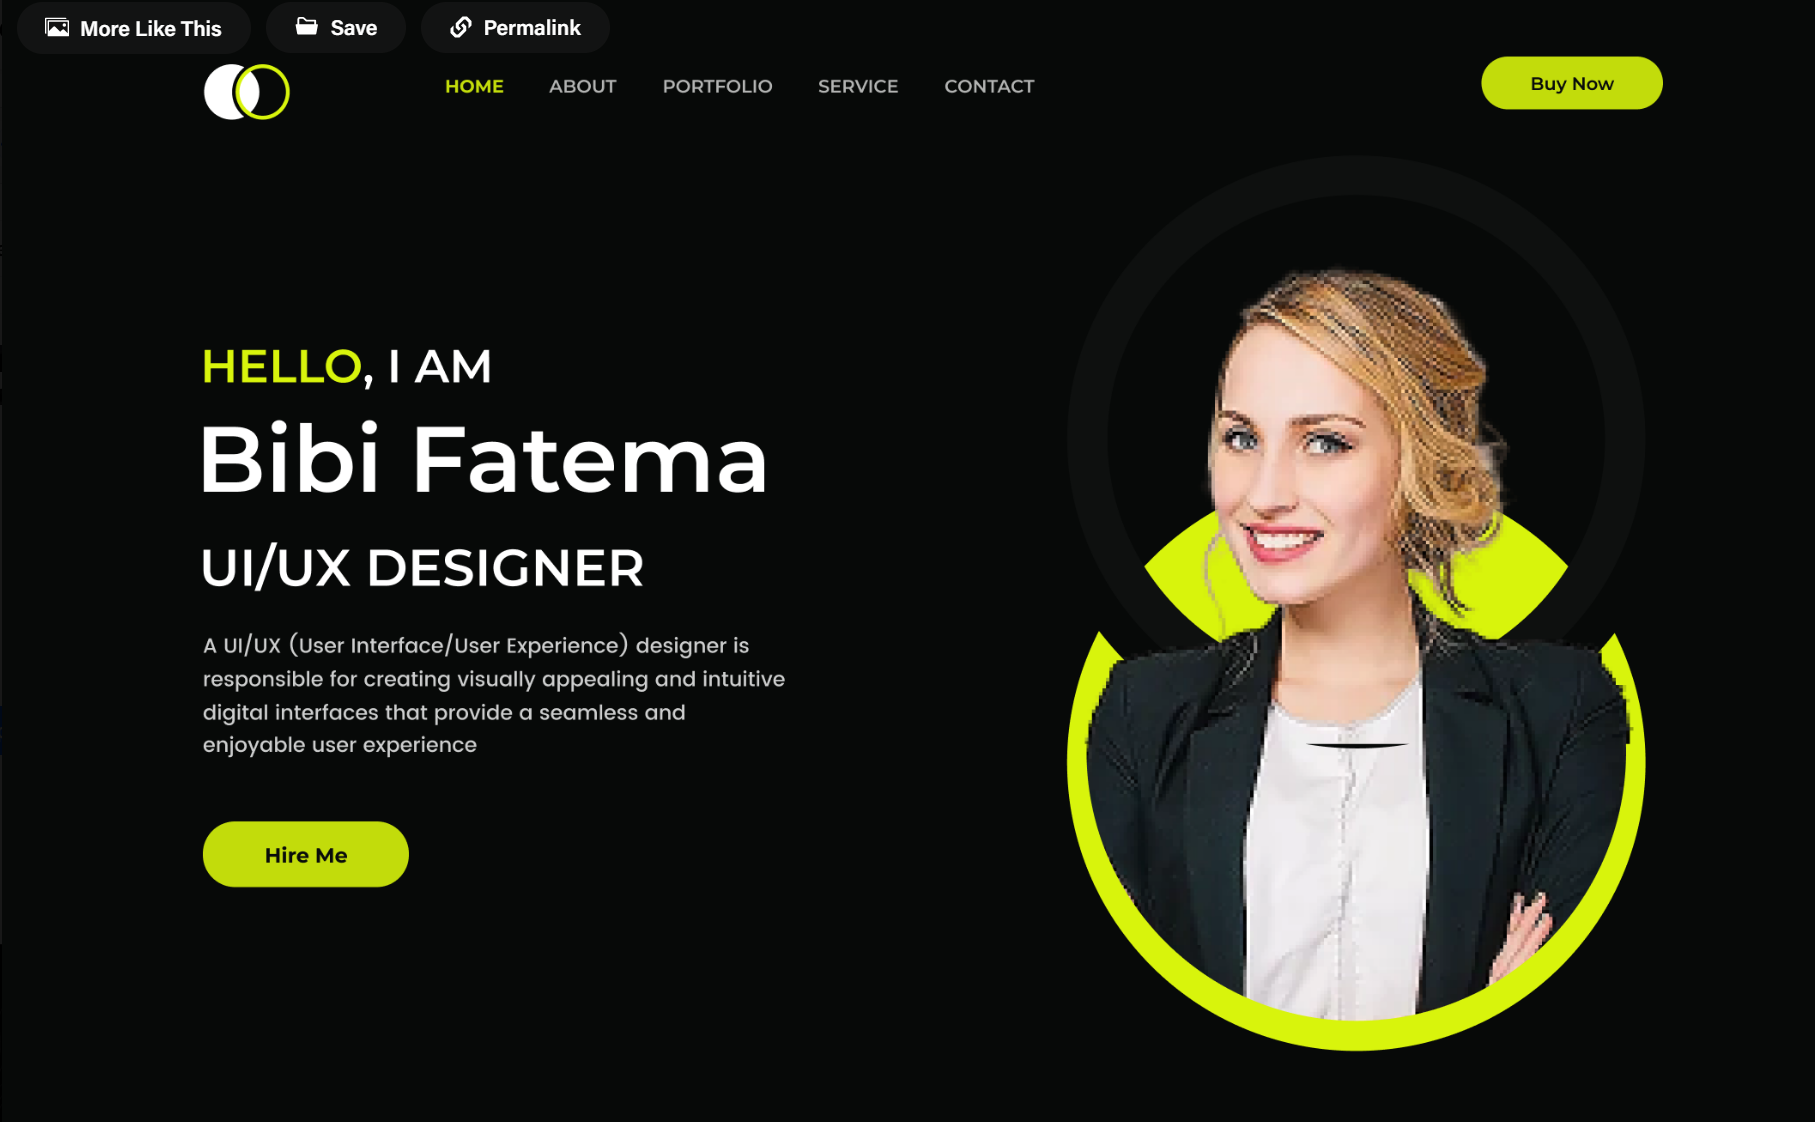 More Like This
Save
Permalink
HOME
ABOUT
PORTFOLIO
SERVICE
CONTACT
Buy Now
HELLO, I AM
Bibi Fatema
UI/UX DESIGNER
A UI/UX (User Interface/User Experience) designer is
responsible for creating visually appealing and intuitive
digital interfaces that provide a seamless and
enjoyable user experience
Hire Me